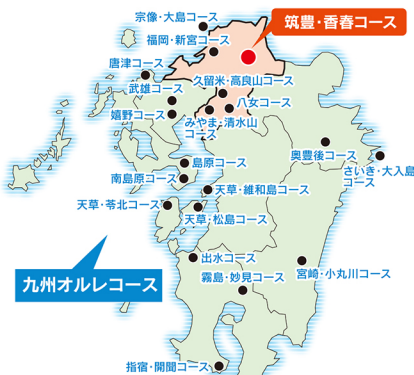 宗像・大島コース
筑豊・香春コース
福岡・新宮コース
唐津コース
久留米・高良山コース
武雄コース
八女コース
嬉野コース
みやま・清水山
コース
奥豊後コース
島原コース
さいき・大入島
コース
南島原コース
天草・維和島コース
天草・苓北コース
天草・松島コース
出水コース
九州オルレコース
霧島・妙見コース
宮崎・小丸川コース
指宿・開聞コース